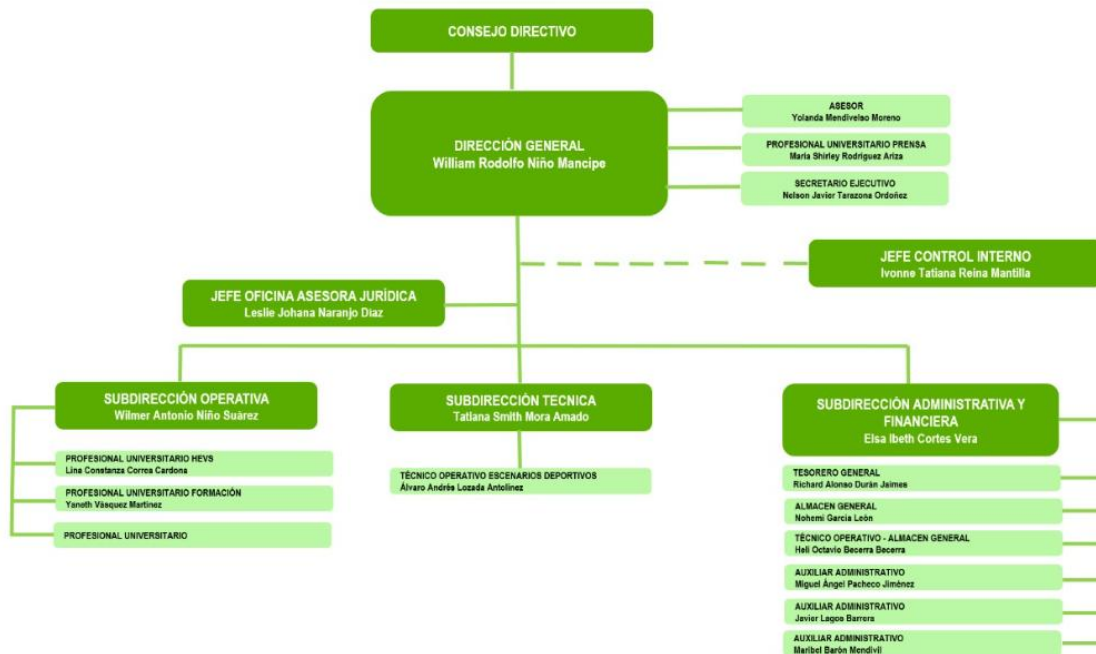 CONSEJO DIRECTIVO
DIRECCIÓN GENERAL
William Rodolfo Niño Mancipe
ASESOR
Yolanda Mendivelso Moreno
PROFESIONAL UNIVERSITARIO PRENSA
Maria Shirley Rodriguez Ariza
SECRETARIO EJECUTIVO
Nelson Javier Tarazona Ordoñez
JEFE CONTROL INTERNO
Ivonne Tatiana Reina Mantilla
JEFE OFICINA ASESORA JURÍDICA
Leslie Johana Naranjo Diaz
SUBDIRECCIÓN OPERATIVA
Wilmer Antonio Niño Suàrez
PROFESIONAL UNIVERSITARIO HEVS
Lina Constanza Correa Cardona
PROFESIONAL UNIVERSITARIO FORMACIÓN
Yaneth Vàsquez Martinez
PROFESIONAL UNIVERSITARIO
SUBDIRECCIÓN TECNICA
Tatiana Smith Mora Amado
TÉCNICO OPERATIVO ESCENARIOS DEPORTIVOS
Álvaro Andrés Lozada Antolinez
SUBDIRECCIÓN ADMINISTRATIVA Y
FINANCIERA
Elsa Ibeth Cortes Vera
TESORERO GENERAL
Richard Alonso Durán Jaimes
ALMACEN GENERAL
Nohemi Garcia León
TÉCNICO OPERATIVO - ALMACEN GENERAL
Heli Octavio Becerra Becerra
AUXILIAR ADMINISTRATIVO
Miguel Ángel Pacheco Jiménez
AUXILIAR ADMINISTRATIVO
Javier Lagos Barrera
AUXILIAR ADMINISTRATIVO
Maribel Barón Mendivil